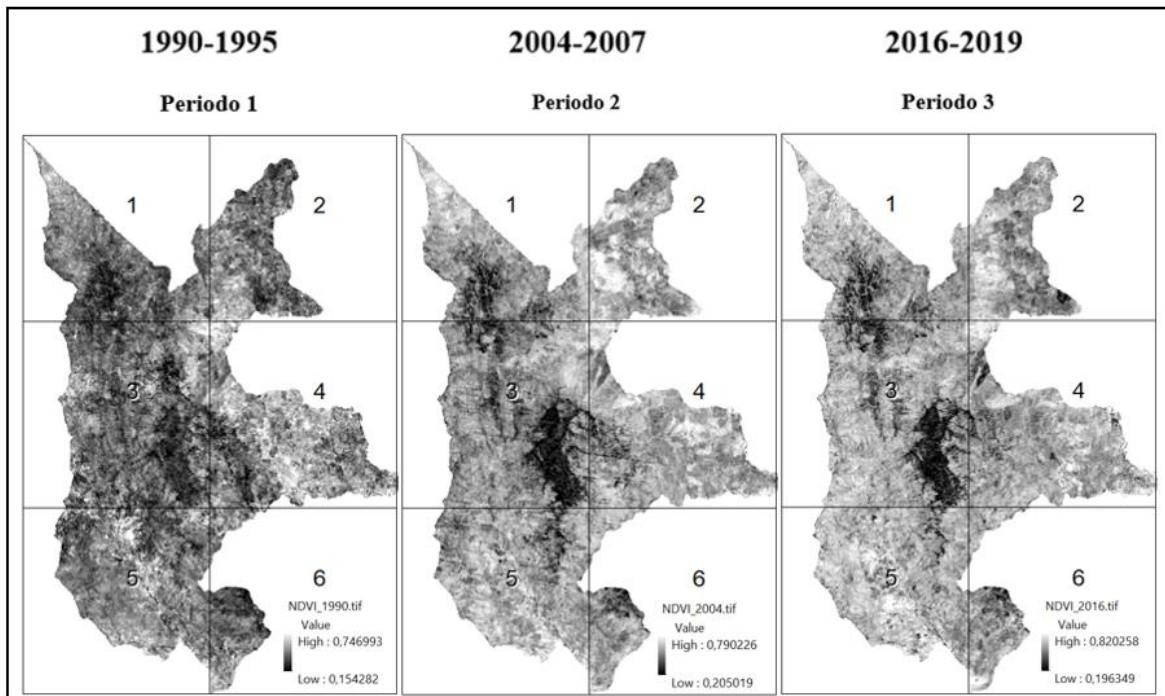 1990-1995
2004-2007
2016-2019
Periodo 1
Periodo 2
Periodo 3
1
2
3
4
5
6
NDVI_1990.tif
Value
High : 0,746993
Low : 0,154282
1
2
3
4
5
6
NDVI_2004.tif
Value
High : 0,790226
Low : 0,205019
1
2
3
4
5
6
NDVI_2016.tif
Value
High : 0,820258
Low : 0,196349